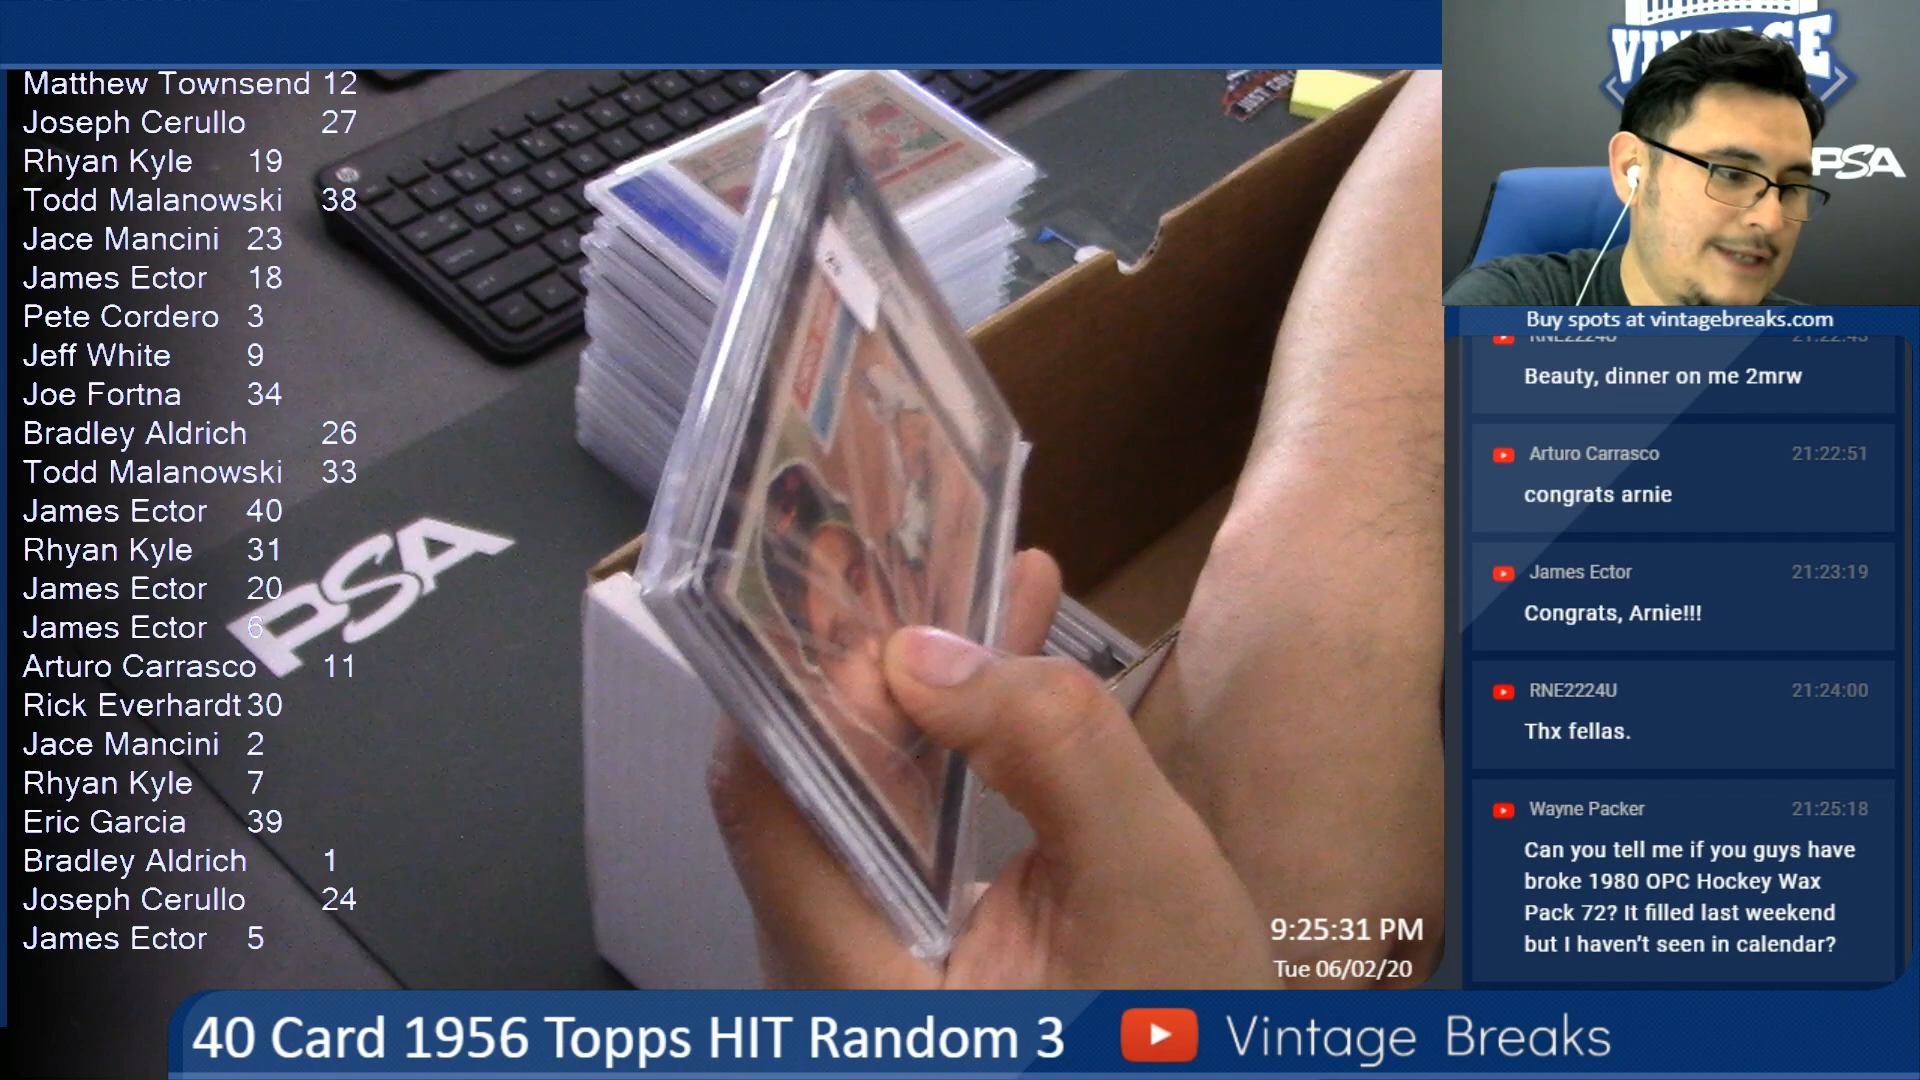 Matthew Townsend 12
Joseph Cerullo 27
Rhyan Kyle 19
Todd Malanowski 38
Jace Mancini 23
James Ector 18
Pete Cordero 3
Jeff White 9
Joe Fortna 34
Bradley Aldrich 26
Todd Malanowski 33
James Ector 40
Rhyan Kyle 31
James Ector 20
James Ector 6
Arturo Carrasco 11
Rick Everhardt 30
Jace Mancini 2
Rhyan Kyle 7
Eric Garcia 39
Bradley Aldrich 1
Joseph Cerullo 24
James Ector 5
PSA
hp
JUST
9:25:31 PM
Tue 06/02/20
VINTAGE
PSA
Buy spots at vintagebreaks.com
RNE2224U 21:22:43
Beauty, dinner on me 2mrw
Arturo Carrasco 21:22:51
congrats arnie
James Ector 21:23:19
Congrats, Arnie!!!
RNE2224U 21:24:00
Thx fellas.
Wayne Packer 21:25:18
Can you tell me if you guys have
broke 1980 OPC Hockey Wax
Pack 72? It filled last weekend
but I haven't seen in calendar?
40 Card 1956 Topps HIT Random 3
Vintage Breaks